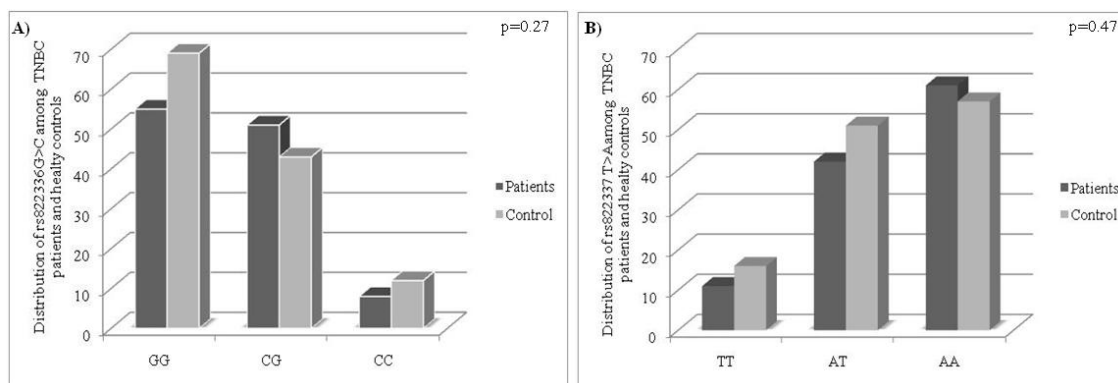 A)
p=0.27
Distribution of rs822336G>C among TNBC
patients and healty controls
70
60
50
40
30
20
10
0
GG CG CC
Patients
Control
B)
p=0.47
Distribution of rs822337 T>Aamong TNBC
patients and healthy controls
70
60
50
40
30
20
10
0
TT AT AA
Patients
Control